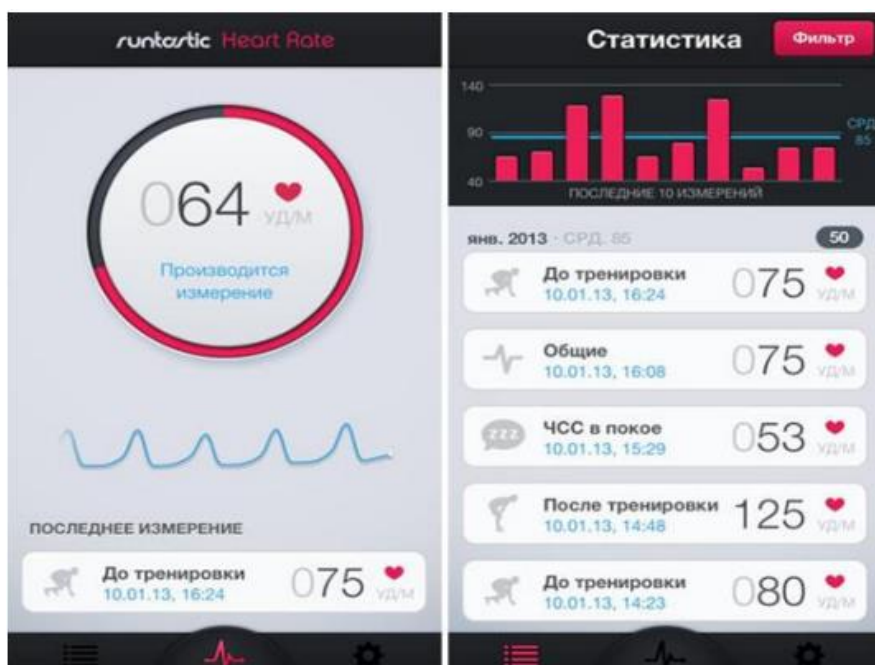 runtastic Heart Rate
064
УД/М
Производится
измерение
ПОСЛЕДНЕЕ ИЗМЕРЕНИЕ
До тренировки
10.01.13, 16:24
075
УД/М
Статистика
Фильтр
140
90
40
СРД.
85
ПОСЛЕДНИЕ 10 ИЗМЕРЕНИЙ
янв. 2013 · СРД. 85
50
До тренировки
10.01.13, 16:24
075
УД/М
Общие
10.01.13, 16:08
075
УД/М
zzz
ЧСС в покое
10.01.13, 15:29
053
УД/М
После тренировки
10.01.13, 14:48
125
УД/М
До тренировки
10.01.13, 14:23
080
УД/М